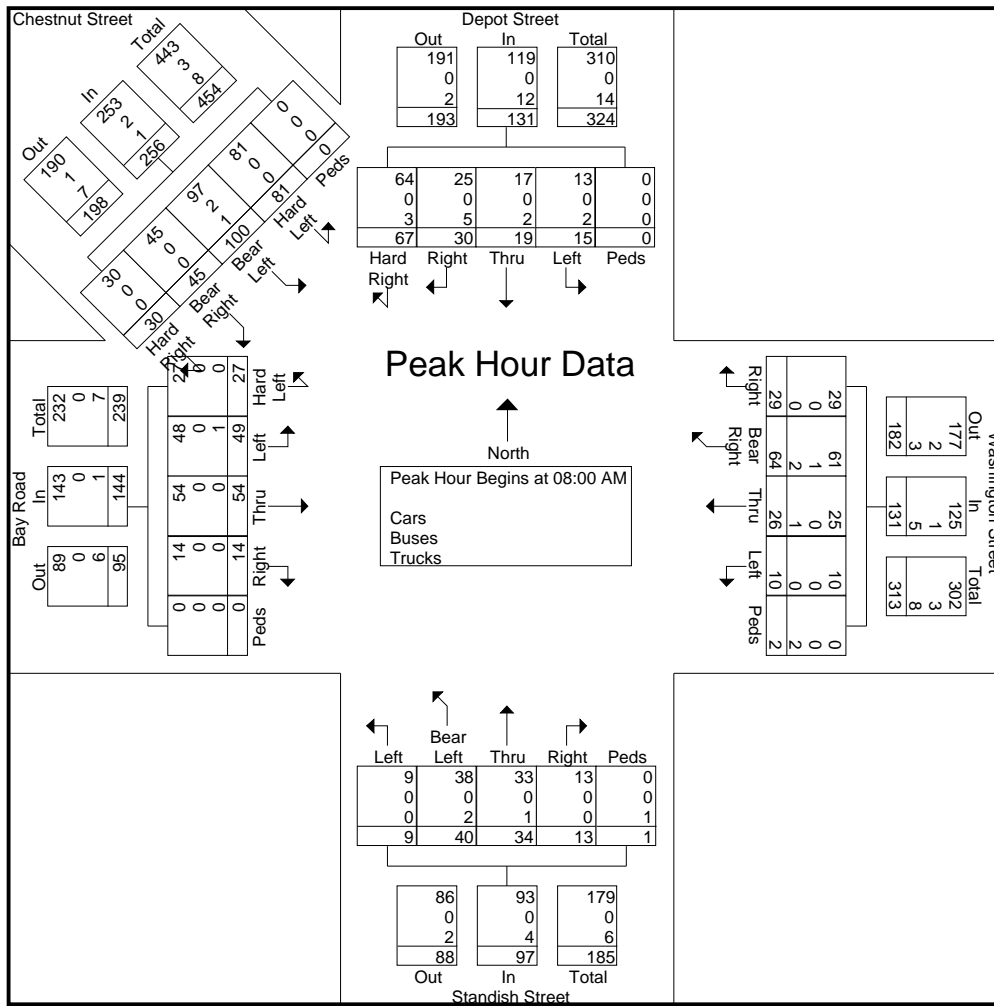 Chestnut Street
Depot Street
Out In Total
191 119 310
0 0 0
2 12 14
193 131 324
64 25 17 13 0
0 0 0 0 0
3 5 2 2 0
67 30 19 15 0
Hard Right
Right
Thru
Left
Peds
Total
443
3
8
454
In
253
2
1
256
Out
190
1
7
198
0
0
0
0
Peds
81
0
0
81
Hard Left
97
2
1
100
Bear Left
45
0
0
45
Bear Right
30
0
0
30
Hard Right
Peak Hour Data
North
Peak Hour Begins at 08:00 AM
Cars
Buses
Trucks
Bay Road
Total
232
0
7
239
In
143
0
1
144
Out
89
0
6
95
27
0
0
27
Hard Left
48
0
1
49
Left
54
0
0
54
Thru
14
0
0
14
Right
0
0
0
0
Peds
Washington Street
Out
177
2
3
182
In
125
1
5
131
Total
302
3
8
313
Right
29
0
0
29
Bear Right
61
1
2
64
Thru
25
0
1
26
Left
10
0
0
10
Peds
0
0
2
2
Left
Bear Left
Thru
Right
Peds
9 38 33 13 0
0 0 0 0 0
0 2 1 0 1
9 40 34 13 1
86 93 179
0 0 0
2 4 6
88 97 185
Out In Total
Standish Street